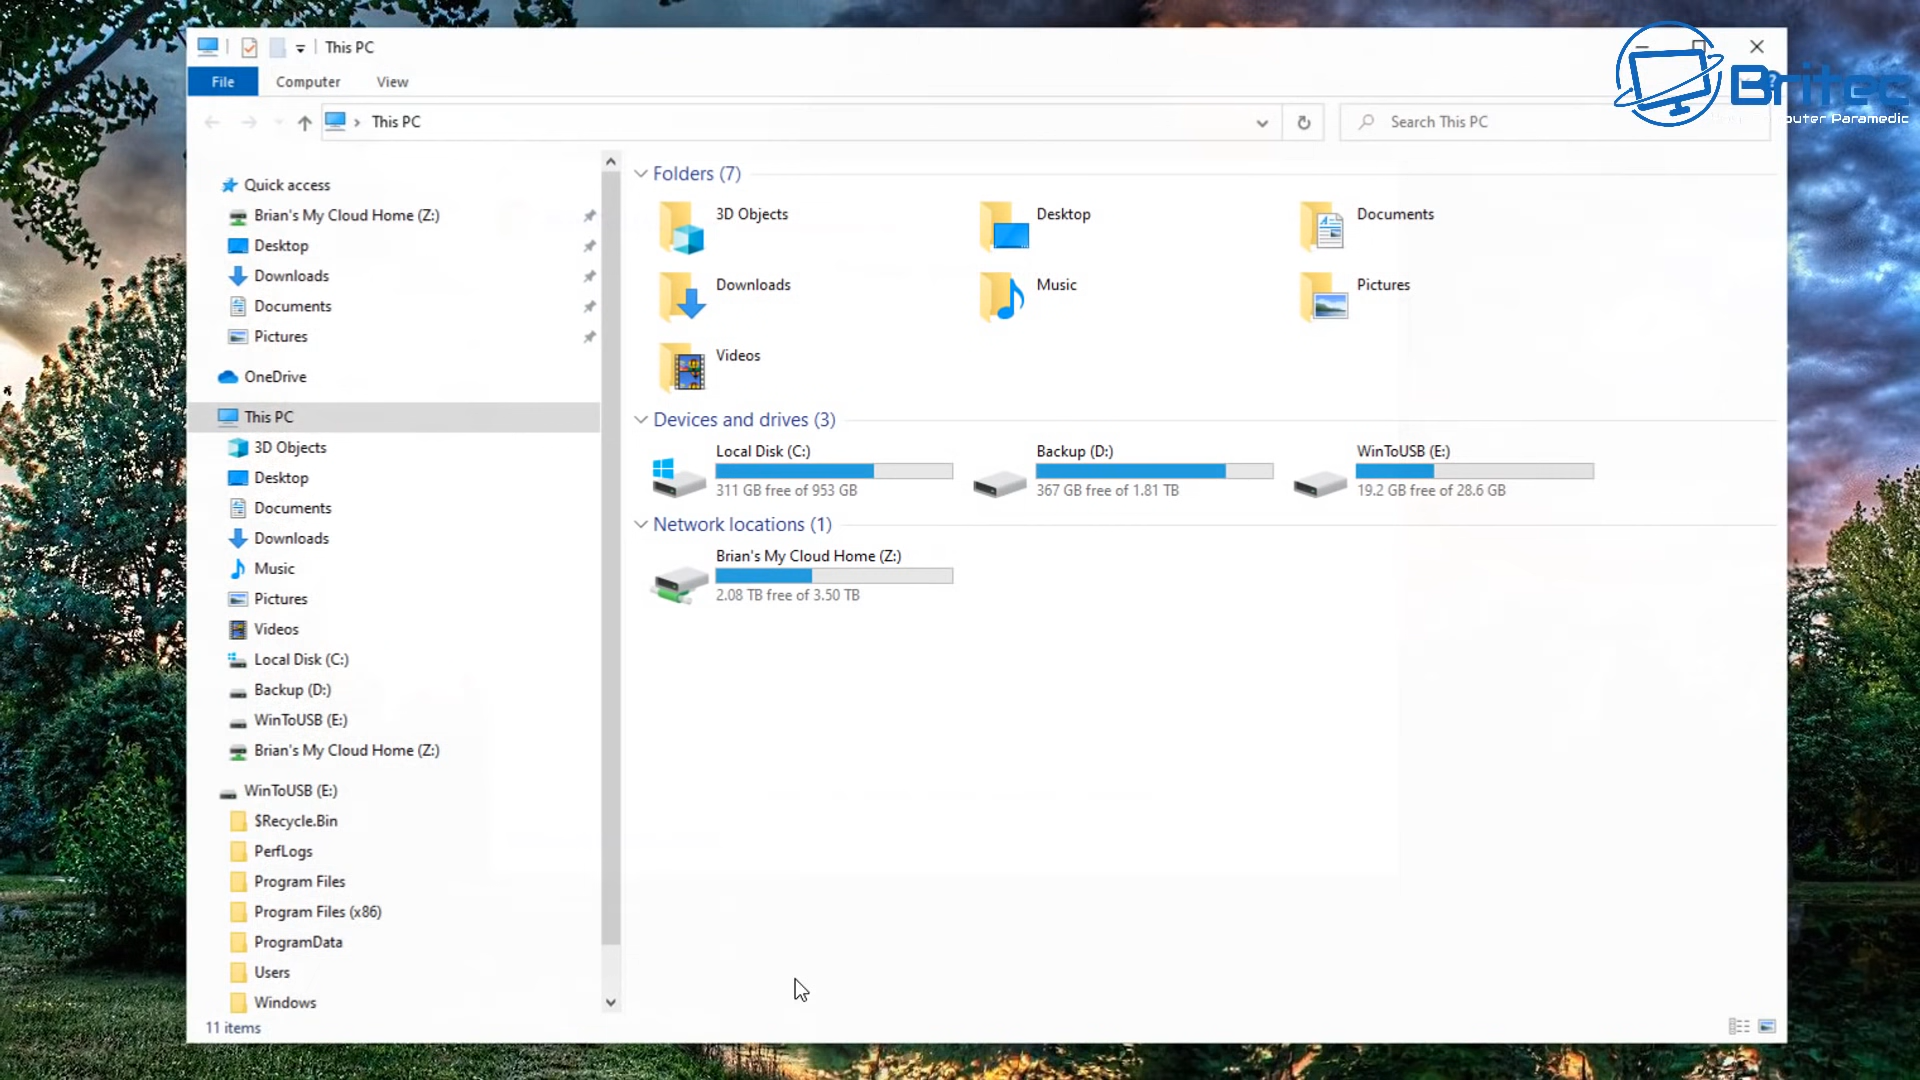 This PC
File Computer View
This PC
Search This PC
Britec
uter Paramedic
Quick access
Brian's My Cloud Home (Z:)
Desktop
Downloads
Documents
Pictures
OneDrive
This PC
3D Objects
Desktop
Documents
Downloads
Music
Pictures
Videos
Local Disk (C:)
Backup (D:)
WinToUSB (E:)
Brian's My Cloud Home (Z:)
WinToUSB (E:)
$Recycle.Bin
PerfLogs
Program Files
Program Files (x86)
ProgramData
Users
Windows
11 items
Folders (7)
3D Objects Desktop Documents
Downloads Music Pictures
Videos
Devices and drives (3)
Local Disk (C:) Backup (D:) WinToUSB (E:)
311 GB free of 953 GB 367 GB free of 1.81 TB 19.2 GB free of 28.6 GB
Network locations (1)
Brian's My Cloud Home (Z:)
2.08 TB free of 3.50 TB